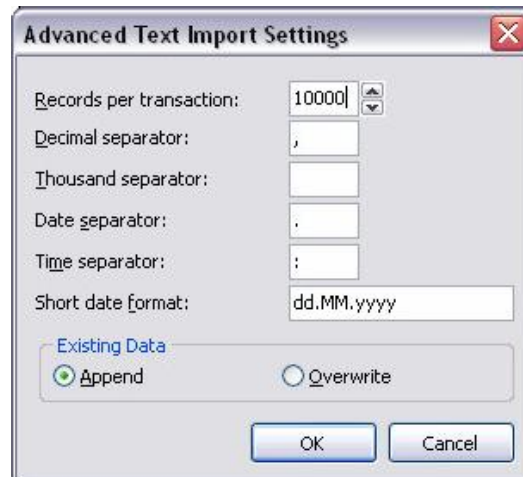 Advanced Text Import Settings
Records per transaction: 10000
Decimal separator: ,
Thousand separator:
Date separator: .
Time separator: :
Short date format: dd.MM.yyyy
Existing Data
Append Overwrite
OK Cancel